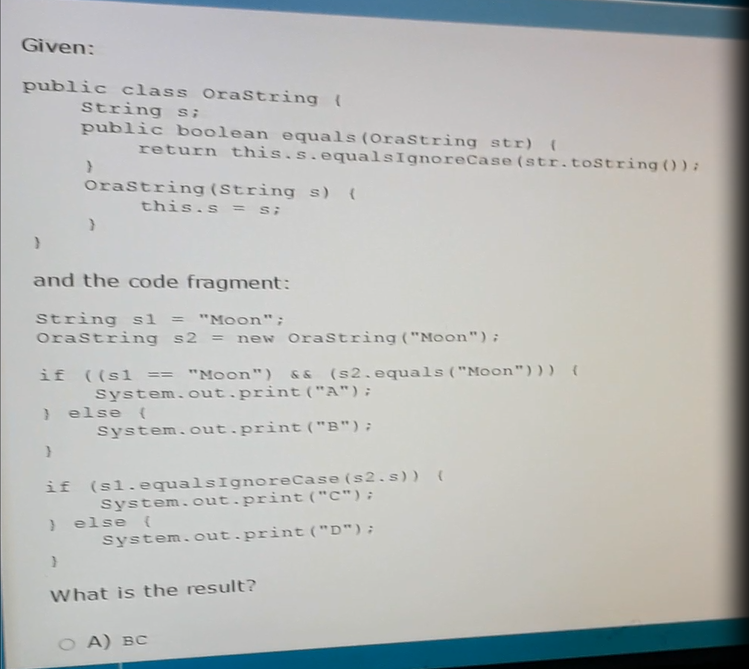 Given:
public class OraString {
String s;
public boolean equals(OraString str) {
return this.s.equalsIgnoreCase(str.toString());
}
OraString(String s) {
this.s = s;
}
}
and the code fragment:
String s1 = "Moon";
OraString s2 = new OraString("Moon");
if ((s1 == "Moon") && (s2.equals("Moon"))) {
System.out.print("A");
} else {
System.out.print("B");
}
if (s1.equalsIgnoreCase(s2.s)) {
System.out.print("C");
} else {
System.out.print("D");
}
What is the result?
A) BC